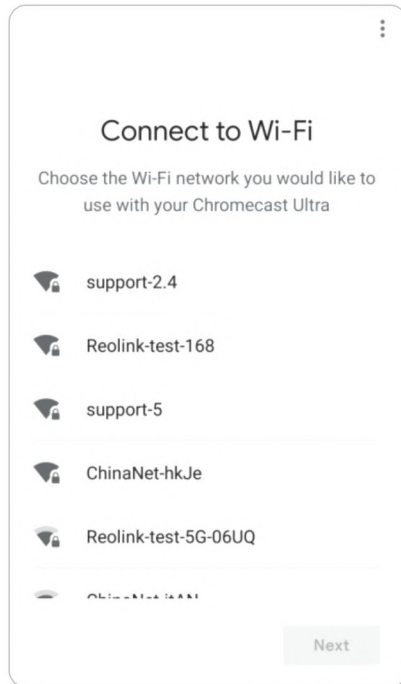 Connect to Wi-Fi
Choose the Wi-Fi network you would like to
use with your Chromecast Ultra
support-2.4
Reolink-test-168
support-5
ChinaNet-hkJe
Reolink-test-5G-06UQ
Next